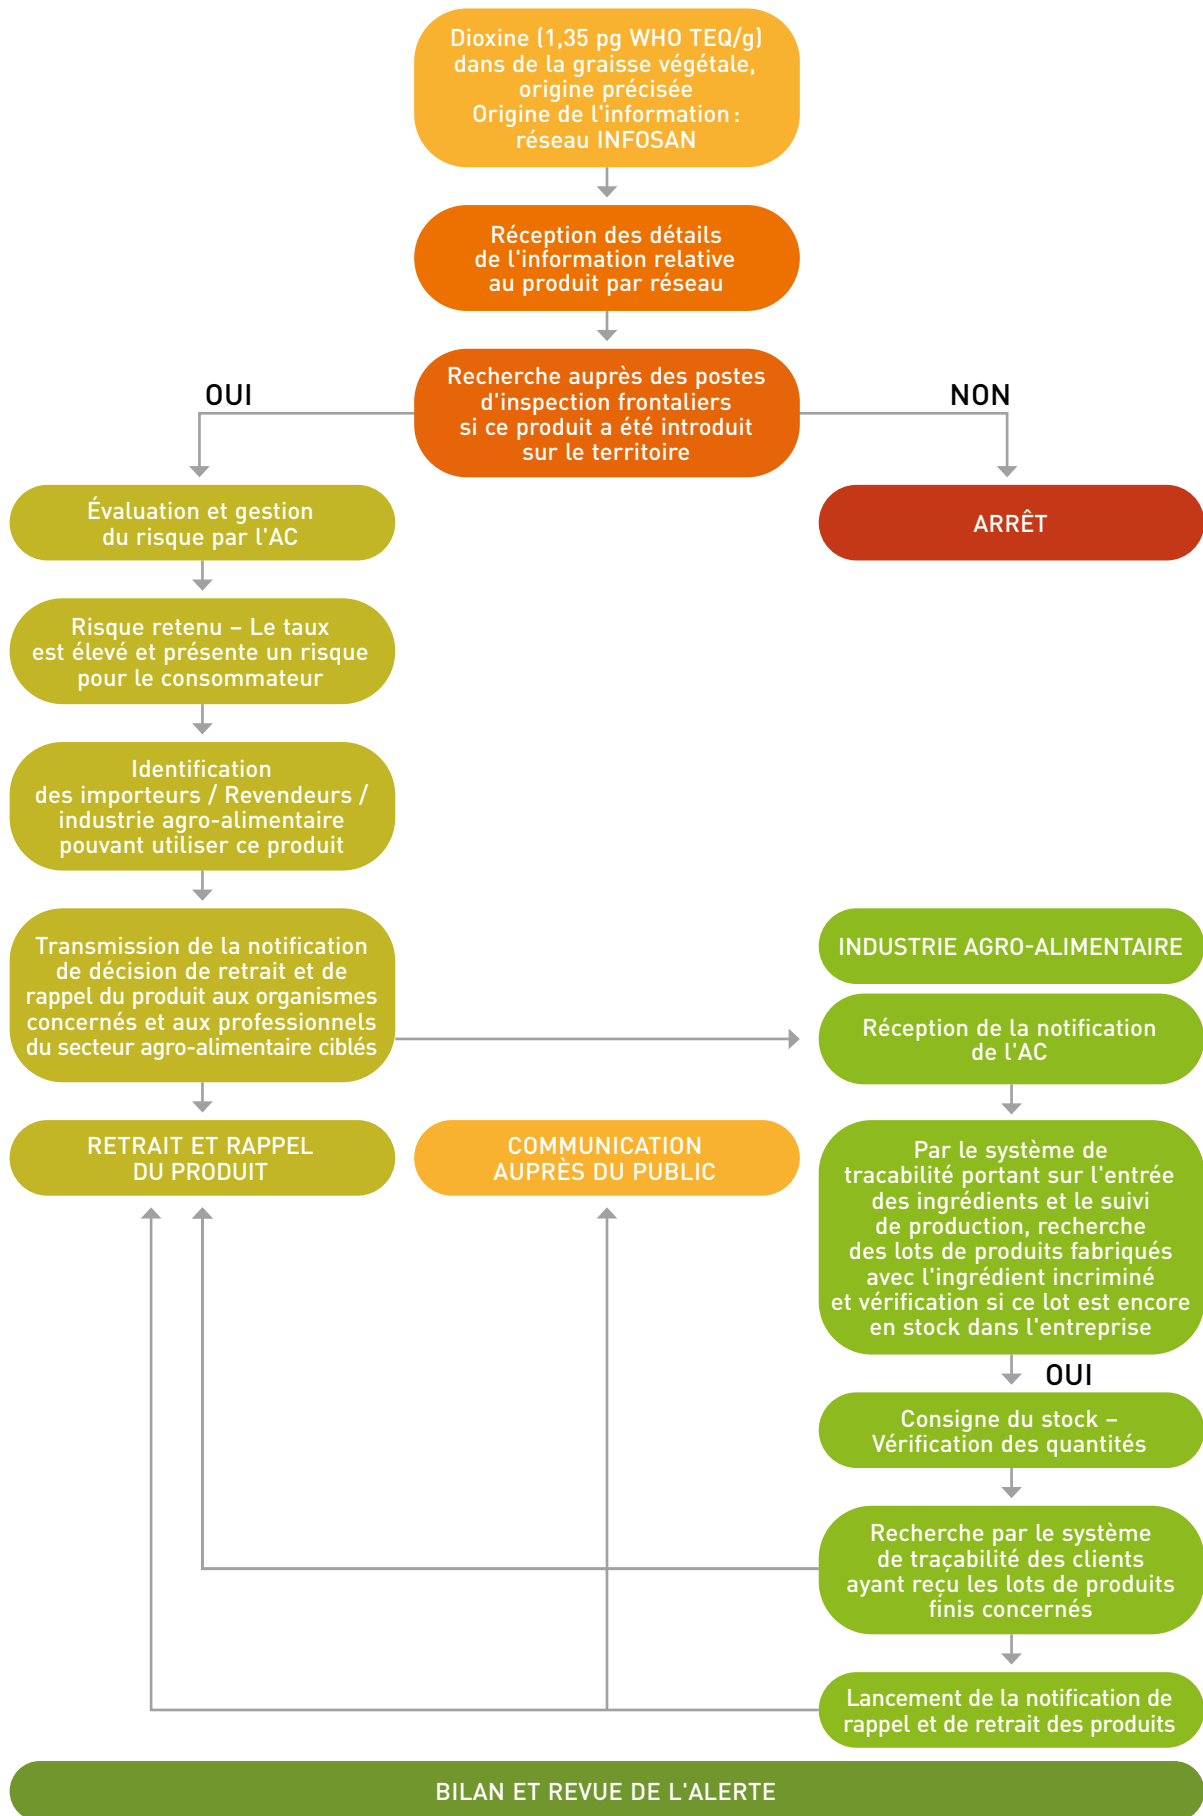 Dioxine (1,35 pg WHO TEQ/g)
dans de la graisse végétale,
origine précisée
Origine de l'information :
réseau INFOSAN
Réception des détails
de l'information relative
au produit par réseau
Recherche auprès des postes
d'inspection frontaliers
si ce produit a été introduit
sur le territoire
OUI
NON
Évaluation et gestion
du risque par l'AC
ARRÊT
Risque retenu – Le taux
est élevé et présente un risque
pour le consommateur
Identification
des importeurs / Revendeurs /
industrie agro-alimentaire
pouvant utiliser ce produit
Transmission de la notification
de décision de retrait et de
rappel du produit aux organismes
concernés et aux professionnels
du secteur agro-alimentaire ciblés
INDUSTRIE AGRO-ALIMENTAIRE
Réception de la notification
de l'AC
RETRAIT ET RAPPEL
DU PRODUIT
COMMUNICATION
AUPRÈS DU PUBLIC
Par le système de
tracabilité portant sur l'entrée
des ingrédients et le suivi
de production, recherche
des lots de produits fabriqués
avec l'ingrédient incriminé
et vérification si ce lot est encore
en stock dans l'entreprise
OUI
Consigne du stock –
Vérification des quantités
Recherche par le système
de traçabilité des clients
ayant reçu les lots de produits
finis concernés
Lancement de la notification de
rappel et de retrait des produits
BILAN ET REVUE DE L'ALERTE